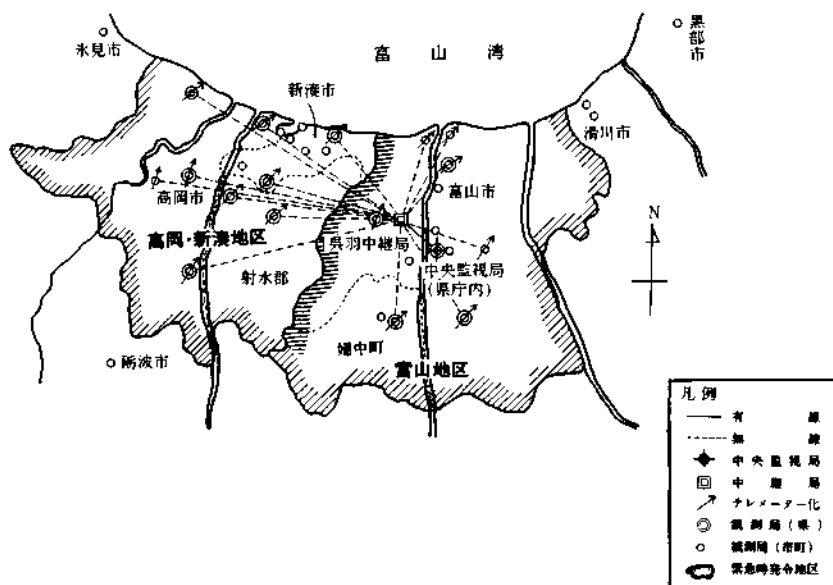 富山湾
氷見市
黒部市
新湊市
滑川市
高岡市
富山市
N
呉羽中継局
高岡・新湊地区
中央監視局
(県庁内)
射水郡
婦中町
砺波市
富山地区
凡例
有線
無線
中央監視局
中継局
テレメーター化
観測局(県)
観測局(市町)
緊急時発令地区